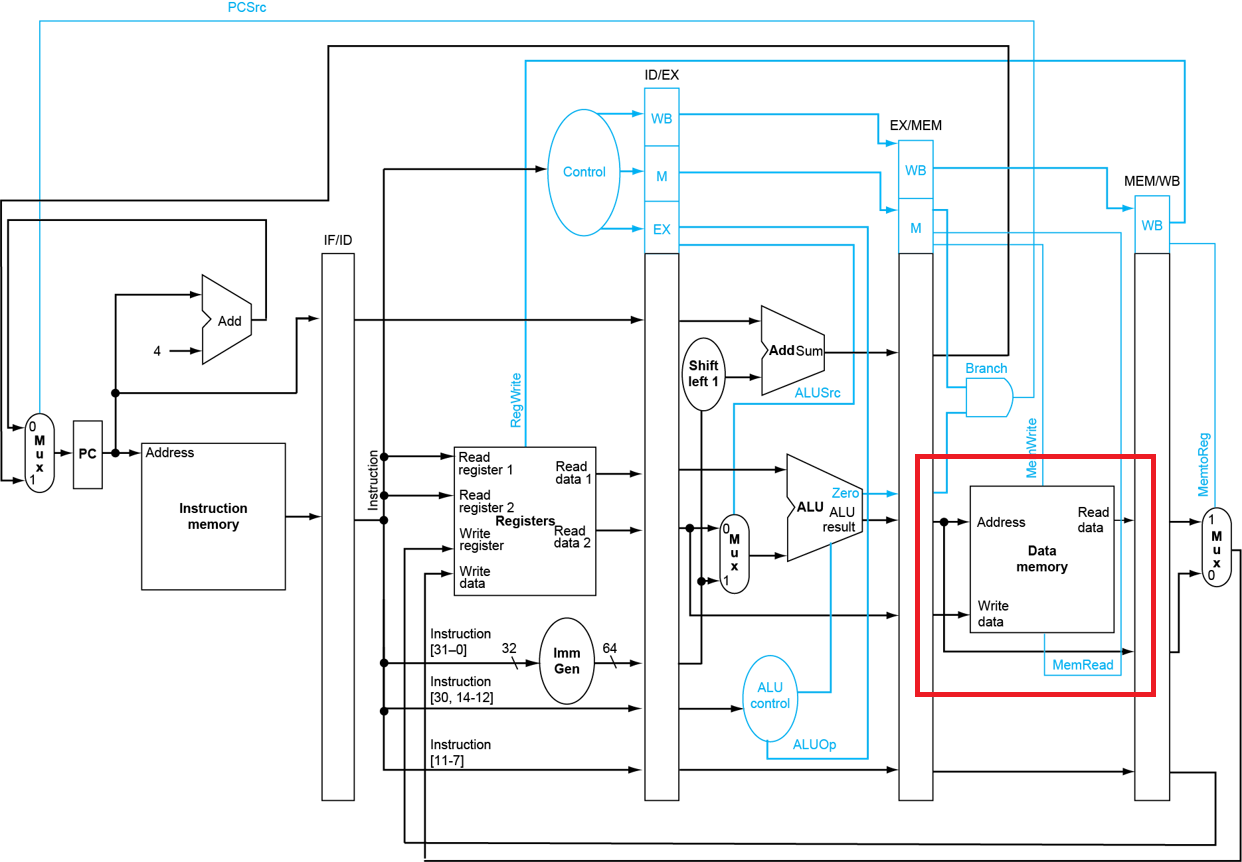 PCSrc
ID/EX
WB
EX/MEM
Control
M
WB
MEM/WB
EX
M
WB
IF/ID
Add
4
Shift
left 1
Add Sum
Branch
ALUSrc
RegWrite
MemWrite
MemtoReg
0
M
u
x
1
PC
Address
Instruction
memory
Instruction
Read
register 1
Read
register 2
Write
register
Write
data
Registers
Read
data 1
Read
data 2
0
M
u
x
1
Zero
ALU
ALU
result
Address
Read
data
Data
memory
Write
data
MemRead
1
M
u
x
0
Instruction
[31–0]
32
Imm
Gen
64
Instruction
[30, 14-12]
ALU
control
ALUOp
Instruction
[11-7]